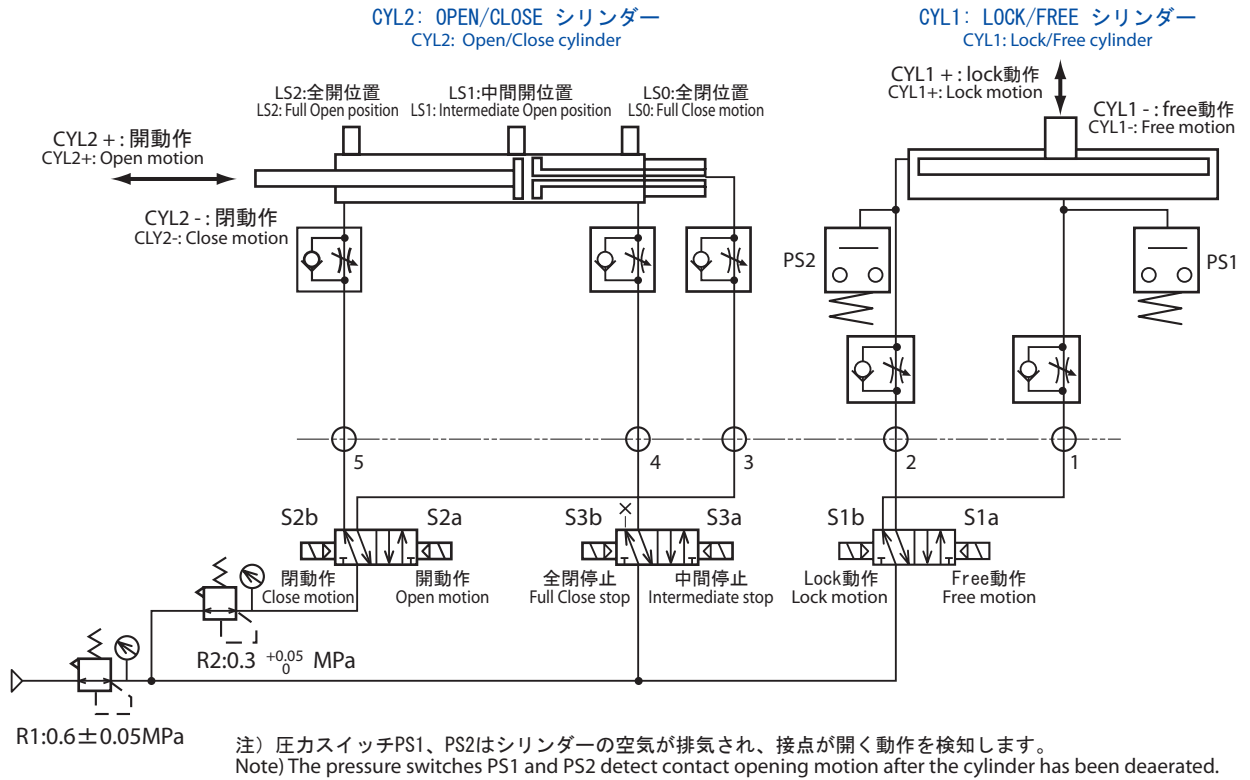 CYL2: OPEN/CLOSE シリンダー
CYL2: Open/Close cylinder
CYL1: LOCK/FREE シリンダー
CYL1: Lock/Free cylinder
LS2:全開位置
LS2: Full Open position
LS1:中間開位置
LS1: Intermediate Open position
LS0:全閉位置
LS0: Full Close motion
CYL1 + : lock動作
CYL1+: Lock motion
CYL1 - : free動作
CYL1-: Free motion
CYL2 + : 開動作
CYL2+: Open motion
CYL2 - : 閉動作
CLY2-: Close motion
PS2
PS1
5
4
3
2
1
S2b
S2a
S3b
S3a
S1b
S1a
閉動作
Close motion
開動作
Open motion
全閉停止
Full Close stop
中間停止
Intermediate stop
Lock動作
Lock motion
Free動作
Free motion
R2:0.3 +0.05 0 MPa
R1:0.6±0.05MPa
注）圧力スイッチPS1、PS2はシリンダーの空気が排気され、接点が開く動作を検知します。
Note) The pressure switches PS1 and PS2 detect contact opening motion after the cylinder has been deaerated.